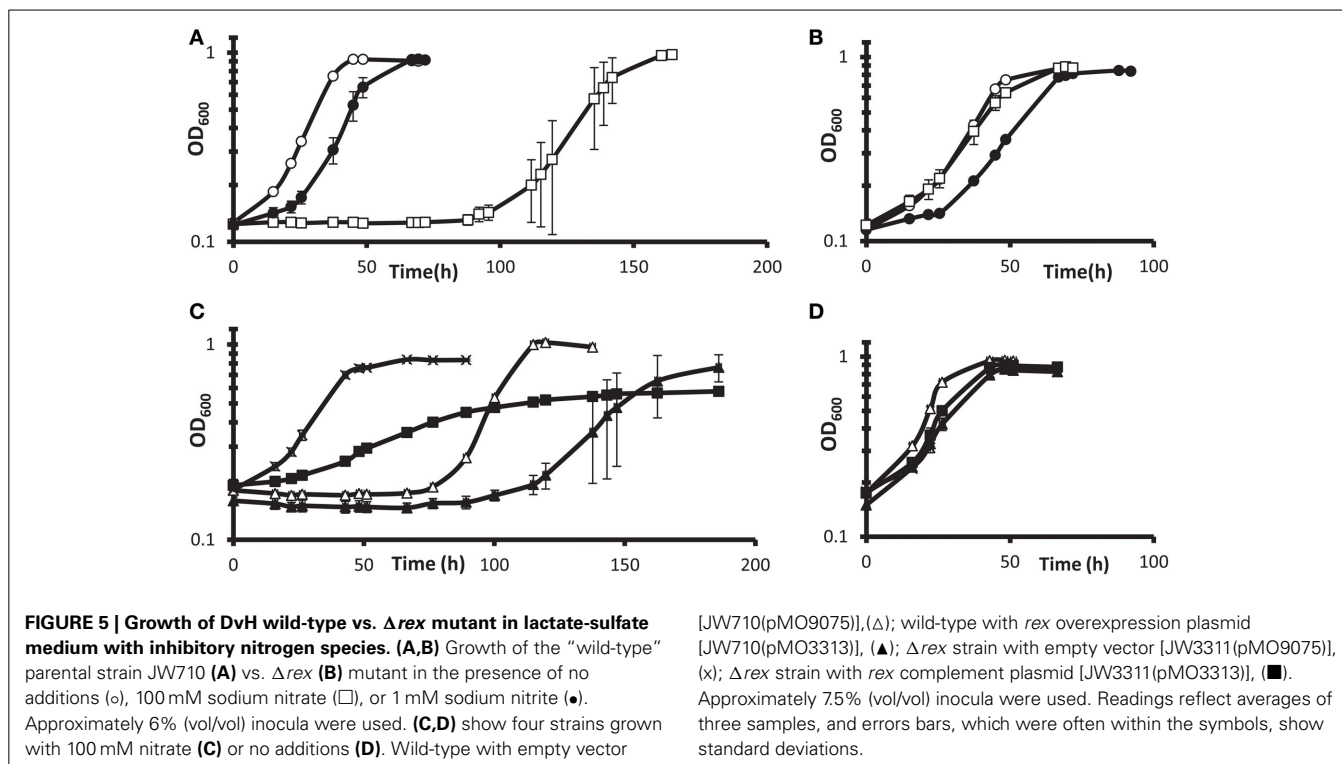 A
1
OD600
0.1
0
50
100
150
200
Time(h)
B
1
OD600
0.1
0
50
100
Time(h)
C
1
OD600
0.1
0
50
100
150
200
Time (h)
D
1
OD600
0.1
0
50
100
Time (h)
FIGURE 5 | Growth of DvH wild-type vs. Δrex mutant in lactate-sulfate
medium with inhibitory nitrogen species. (A,B) Growth of the "wild-type"
parental strain JW710 (A) vs. Δrex (B) mutant in the presence of no
additions (o), 100 mM sodium nitrate (□), or 1 mM sodium nitrite (●).
Approximately 6% (vol/vol) inocula were used. (C,D) show four strains grown
with 100 mM nitrate (C) or no additions (D). Wild-type with empty vector
[JW710(pMO9075)],(△); wild-type with rex overexpression plasmid
[JW710(pMO3313)], (▲); Δrex strain with empty vector [JW3311(pMO9075)],
(x); Δrex strain with rex complement plasmid [JW3311(pMO3313)], (■).
Approximately 7.5% (vol/vol) inocula were used. Readings reflect averages of
three samples, and errors bars, which were often within the symbols, show
standard deviations.